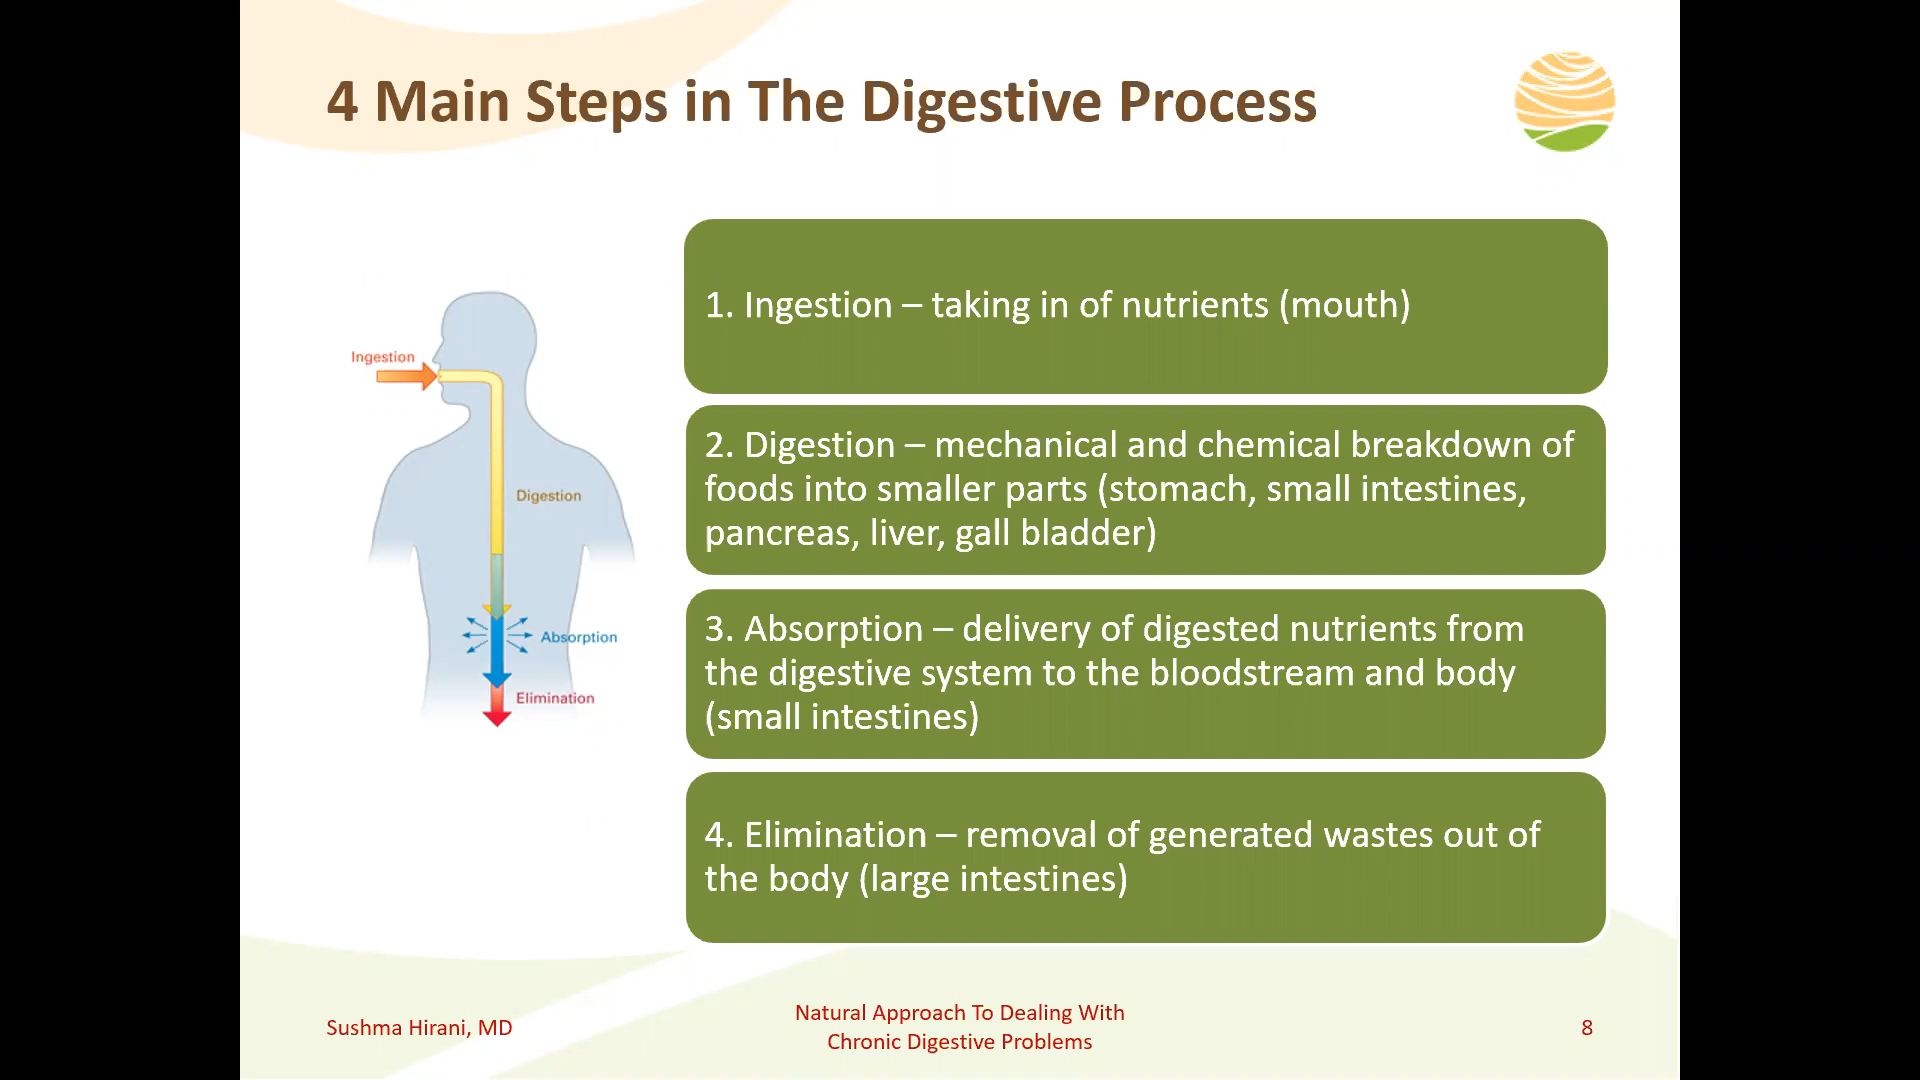 4 Main Steps in The Digestive Process
Ingestion
Digestion
Absorption
Elimination
1. Ingestion – taking in of nutrients (mouth)
2. Digestion – mechanical and chemical breakdown of
foods into smaller parts (stomach, small intestines,
pancreas, liver, gall bladder)
3. Absorption – delivery of digested nutrients from
the digestive system to the bloodstream and body
(small intestines)
4. Elimination – removal of generated wastes out of
the body (large intestines)
Sushma Hirani, MD
Natural Approach To Dealing With
Chronic Digestive Problems
8